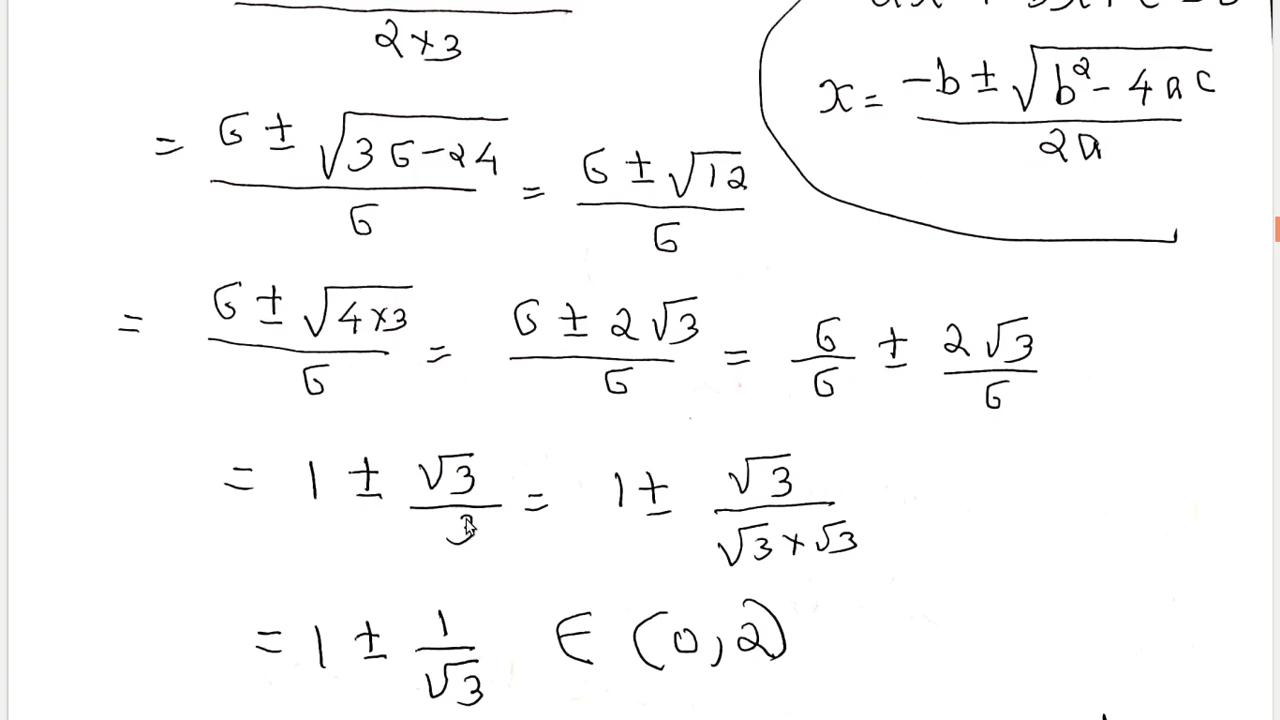 2×3
x = (-b ± √(b² - 4ac)) / 2a
= (6 ± √(36-24)) / 6 = (6 ± √12) / 6
= (6 ± √(4×3)) / 6 = (6 ± 2√3) / 6 = 6/6 ± 2√3/6
= 1 ± √3/3 = 1 ± √3/(√3×√3)
= 1 ± 1/√3 ∈ (0,2)